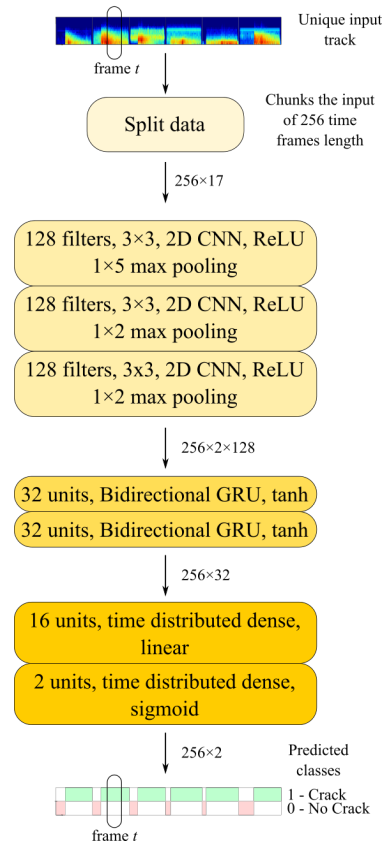 Unique input
track
frame t
Chunks the input
of 256 time
frames length
Split data
256×17
128 filters, 3×3, 2D CNN, ReLU
1×5 max pooling
128 filters, 3×3, 2D CNN, ReLU
1×2 max pooling
128 filters, 3x3, 2D CNN, ReLU
1×2 max pooling
256×2×128
32 units, Bidirectional GRU, tanh
32 units, Bidirectional GRU, tanh
256×32
16 units, time distributed dense,
linear
2 units, time distributed dense,
sigmoid
256×2
Predicted
classes
1 - Crack
0 - No Crack
frame t